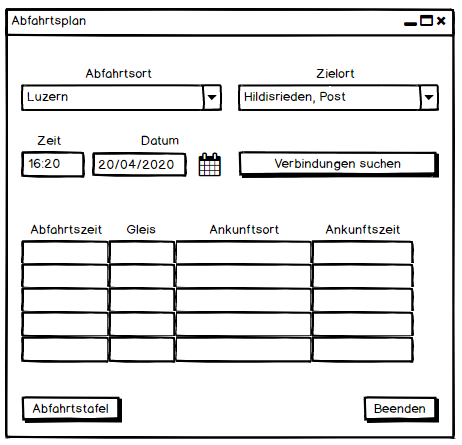 Abfahrtsplan
Abfahrtsort Zielort
Luzern Hildisrieden, Post
Zeit Datum
16:20 20/04/2020 Verbindungen suchen
Abfahrtszeit Gleis Ankunftsort Ankunftszeit
Abfahrtstafel Beenden